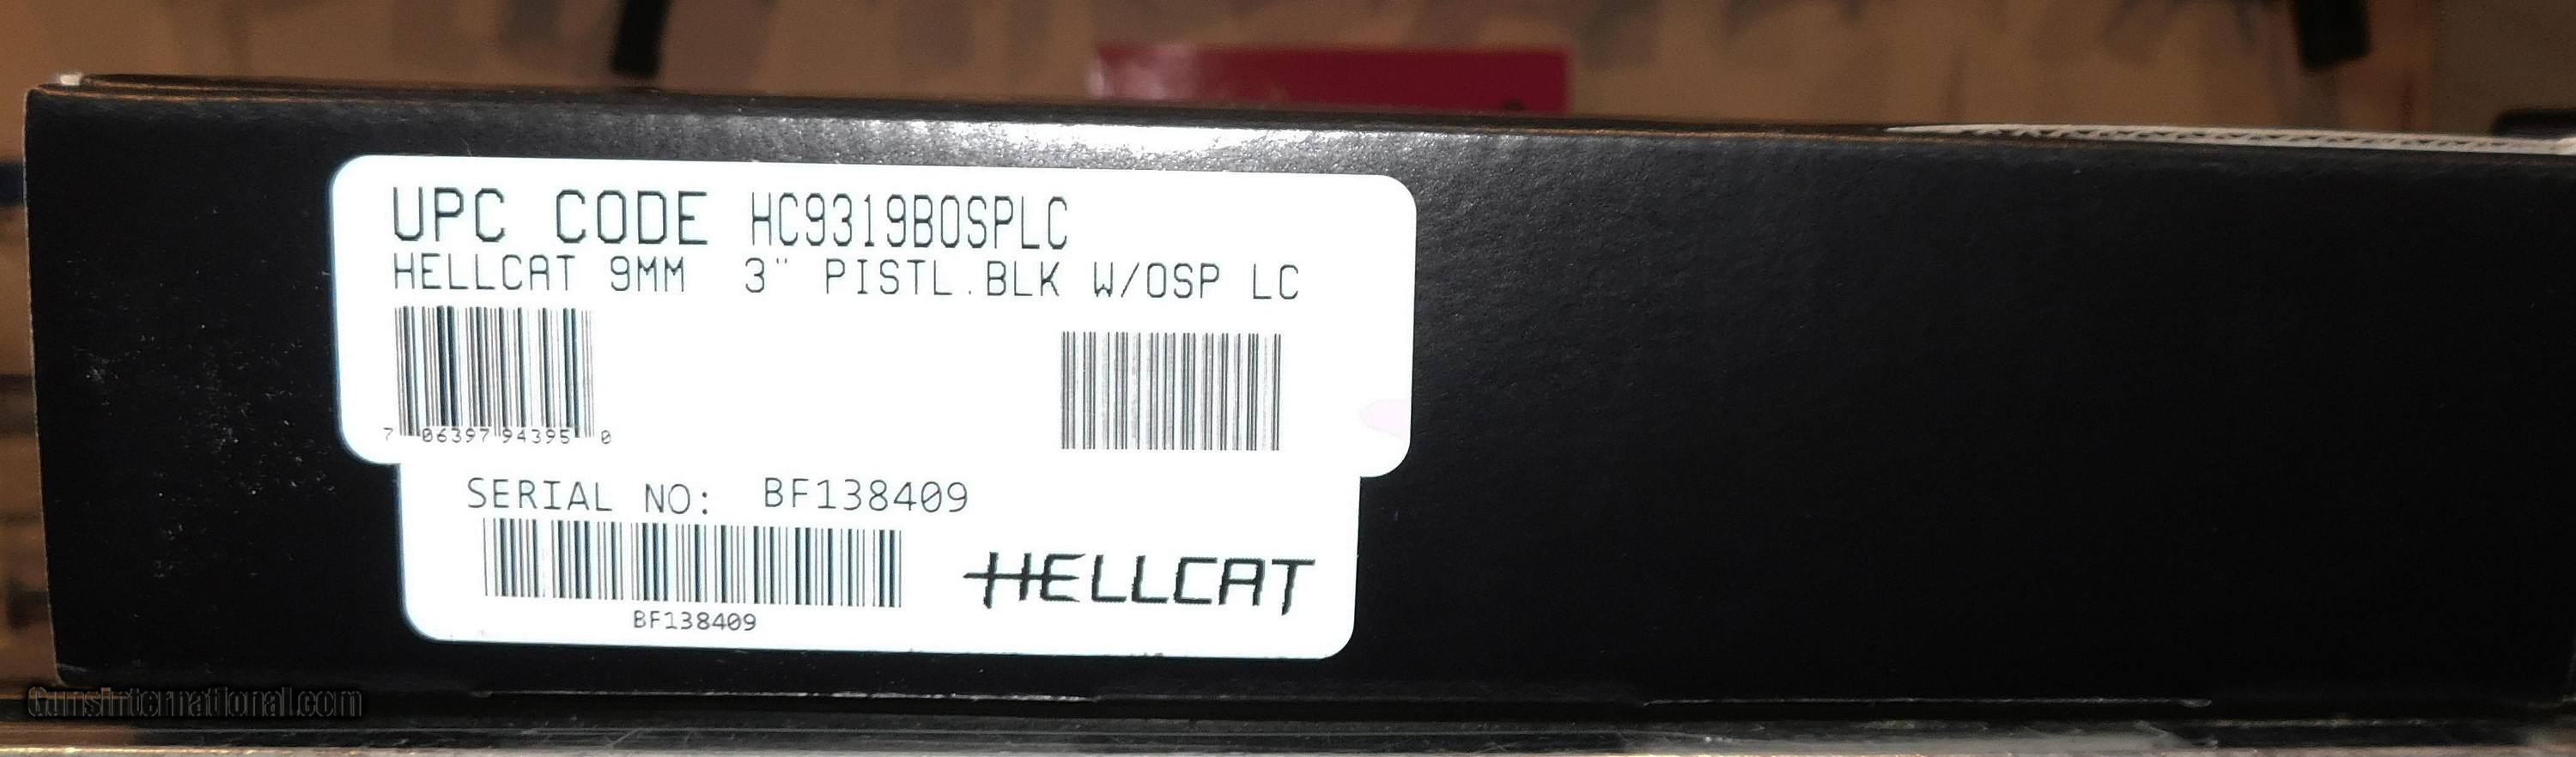 UPC CODE HC9319BOSPLC
HELLCAT 9MM 3" PISTL.BLK W/OSP LC
7 06397 94395 0
SERIAL NO: BF138409
BF138409
HELLCAT
GunsInternational.com